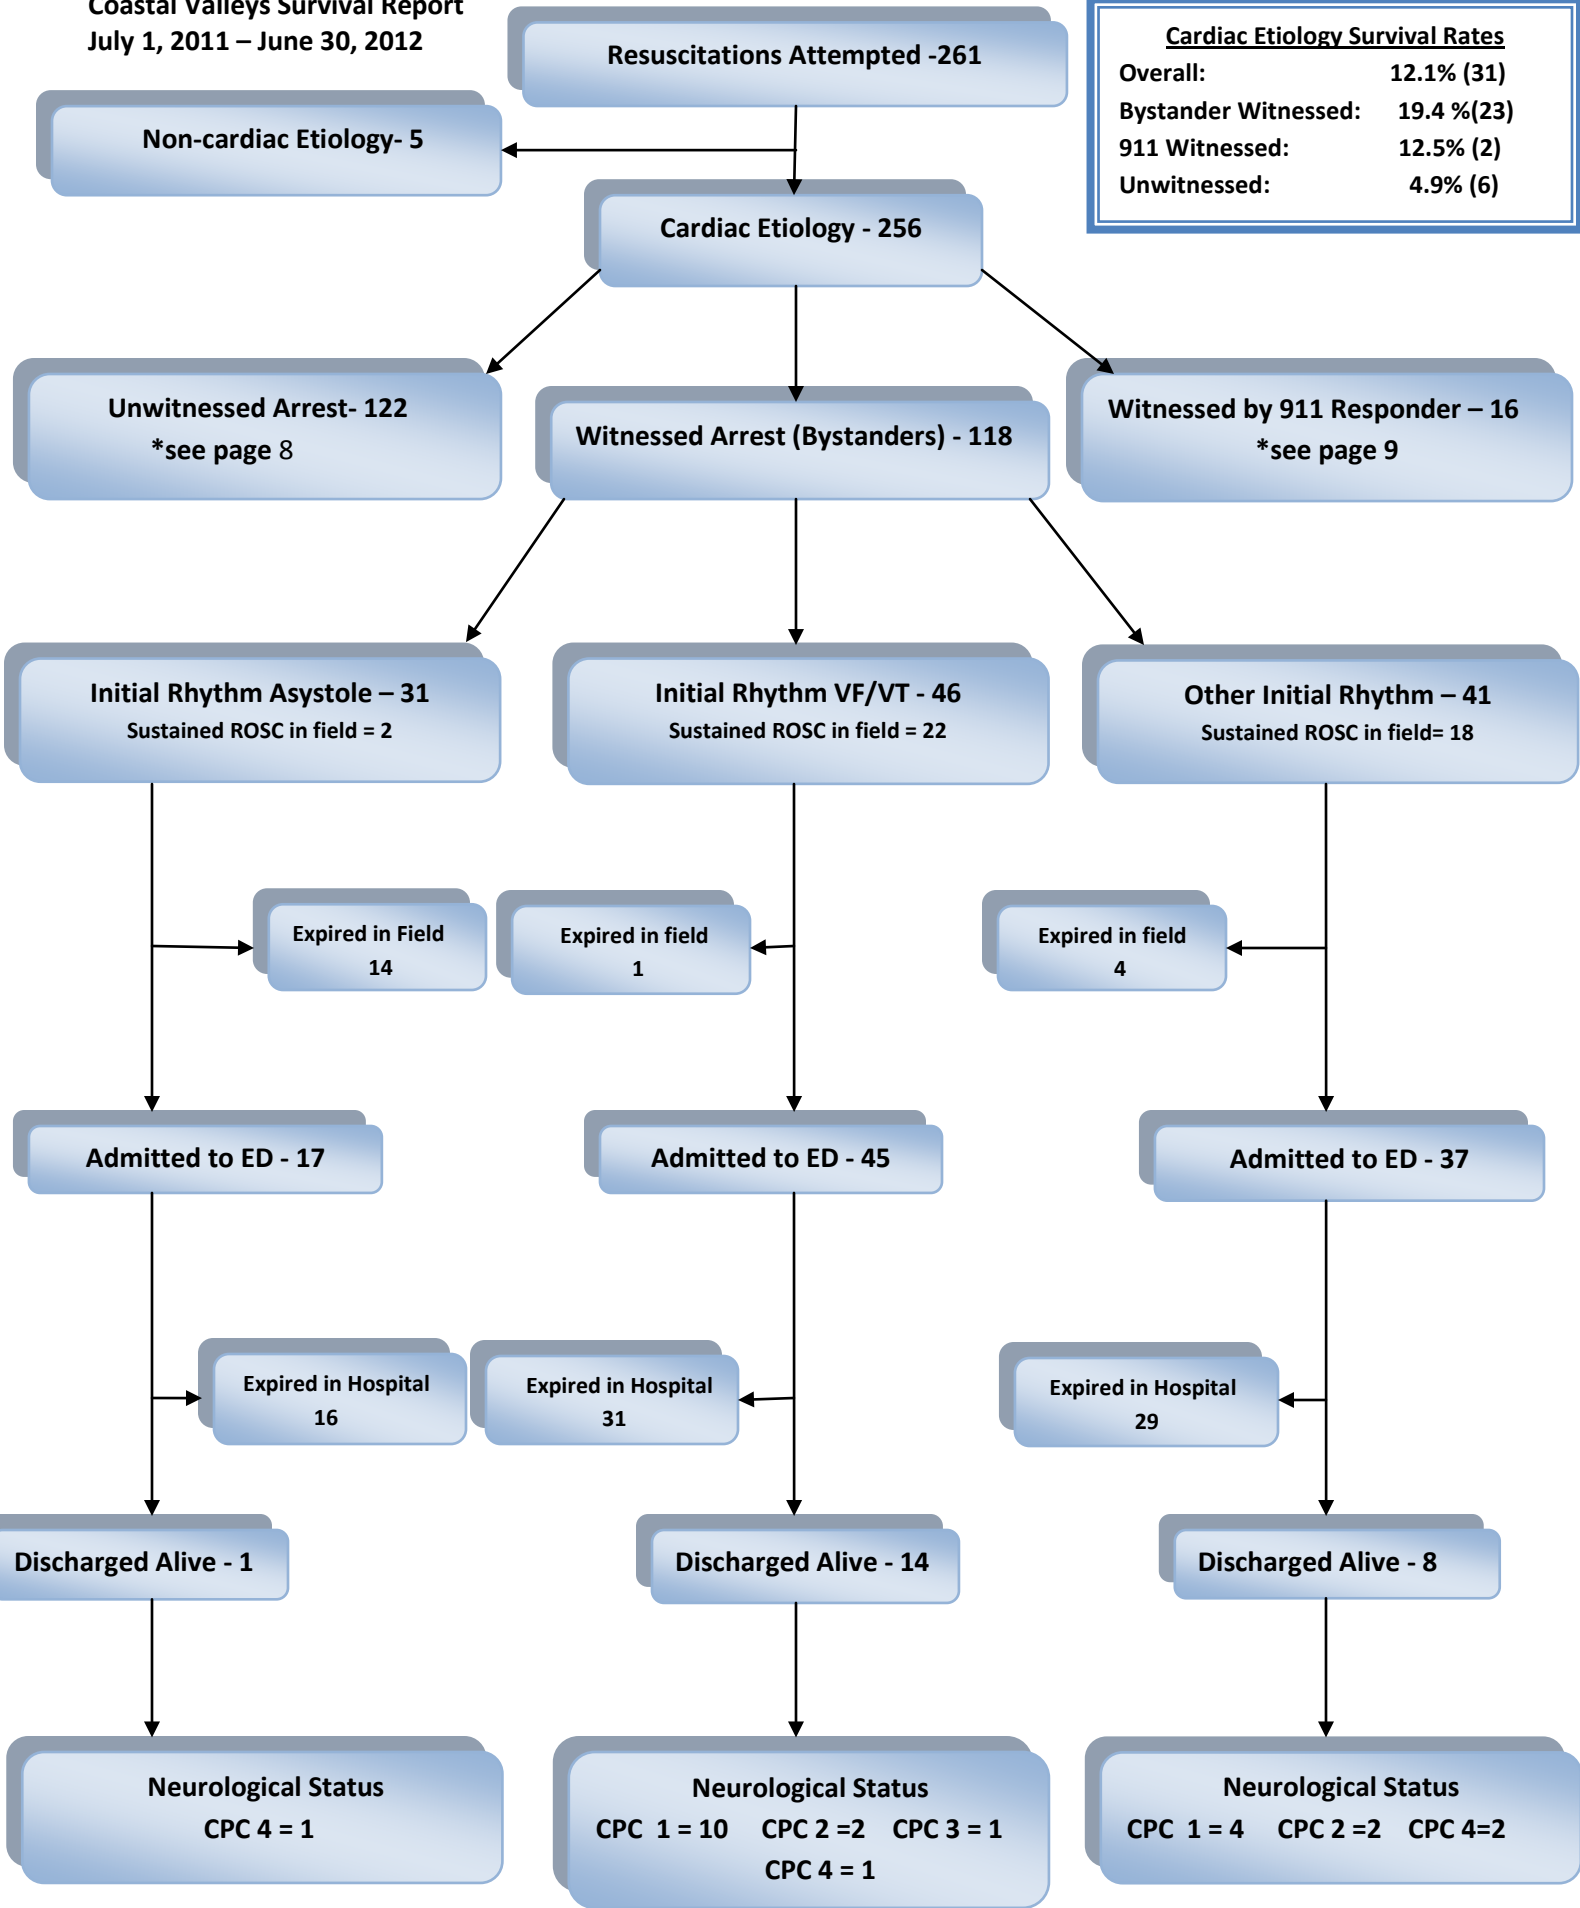 Coastal Valleys Survival Report
July 1, 2011 – June 30, 2012
Resuscitations Attempted -261
Cardiac Etiology Survival Rates
Overall: 12.1% (31)
Bystander Witnessed: 19.4 %(23)
911 Witnessed: 12.5% (2)
Unwitnessed: 4.9% (6)
Non-cardiac Etiology- 5
Cardiac Etiology - 256
Unwitnessed Arrest- 122
*see page 8
Witnessed Arrest (Bystanders) - 118
Witnessed by 911 Responder – 16
*see page 9
Initial Rhythm Asystole – 31
Sustained ROSC in field = 2
Initial Rhythm VF/VT - 46
Sustained ROSC in field = 22
Other Initial Rhythm – 41
Sustained ROSC in field= 18
Expired in Field
14
Expired in field
1
Expired in field
4
Admitted to ED - 17
Admitted to ED - 45
Admitted to ED - 37
Expired in Hospital
16
Expired in Hospital
31
Expired in Hospital
29
Discharged Alive - 1
Discharged Alive - 14
Discharged Alive - 8
Neurological Status
CPC 4 = 1
Neurological Status
CPC  1 = 10 CPC 2 =2 CPC 3 = 1
CPC 4 = 1
Neurological Status
CPC  1 = 4 CPC 2 =2 CPC 4=2